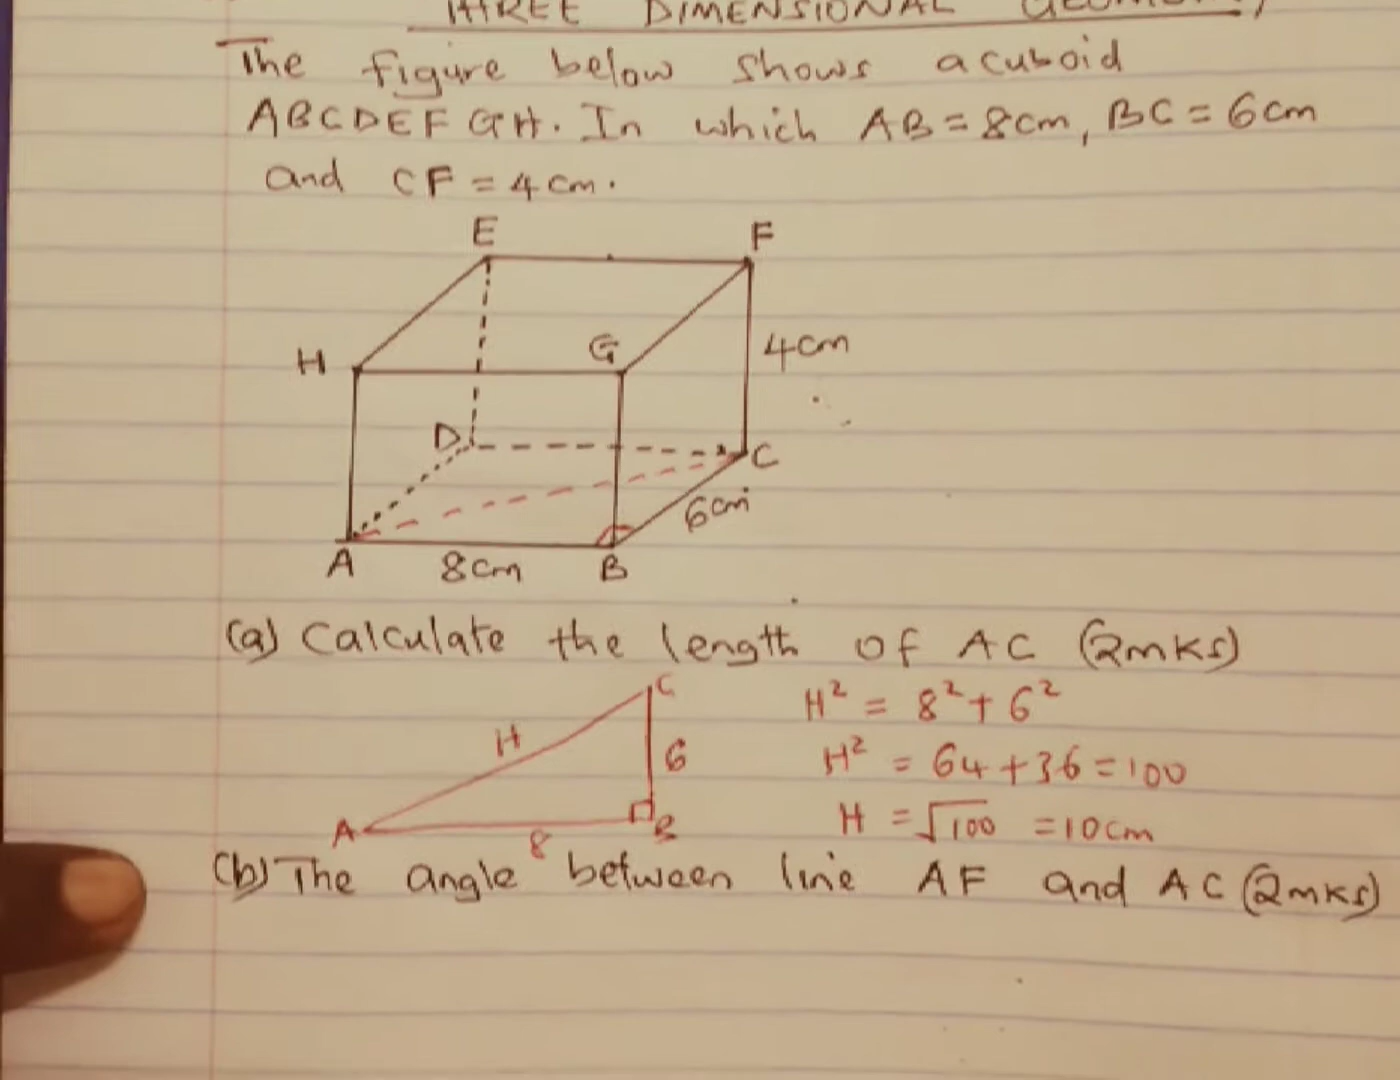 THREE DIMENSIONAL
The figure below shows a cuboid
ABCDEFGH. In which AB = 8cm, BC = 6cm
and CF = 4cm.
E F
H G 4cm
D C
6cm
A 8cm B
(a) Calculate the length of AC (2mks)
C H² = 8² + 6²
H 6 H² = 64 + 36 = 100
A 8 B H = √100 = 10cm
(b) The angle between line AF and AC (2mks)